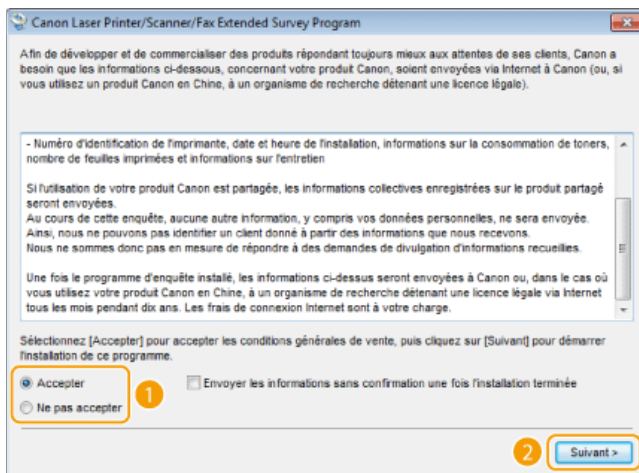 Canon Laser Printer/Scanner/Fax Extended Survey Program
Afin de développer et de commercialiser des produits répondant toujours mieux aux attentes de ses clients, Canon a
besoin que les informations ci-dessous, concernant votre produit Canon, soient envoyées via Internet à Canon (ou, si
vous utilisez un produit Canon en Chine, à un organisme de recherche détenant une licence légale).
- Numéro d'identification de l'imprimante, date et heure de l'installation, informations sur la consommation de toners,
nombre de feuilles imprimées et informations sur l'entretien
Si l'utilisation de votre produit Canon est partagée, les informations collectives enregistrées sur le produit partagé
seront envoyées.
Au cours de cette enquête, aucune autre information, y compris vos données personnelles, ne sera envoyée.
Ainsi, nous ne pouvons pas identifier un client donné à partir des informations que nous recevons.
Nous ne sommes donc pas en mesure de répondre à des demandes de divulgation d'informations recueillies.
Une fois le programme d'enquête installé, les informations ci-dessus seront envoyées à Canon ou, dans le cas où
vous utilisez votre produit Canon en Chine, à un organisme de recherche détenant une licence légale via Internet
tous les mois pendant dix ans. Les frais de connexion Internet sont à votre charge.
Sélectionnez [Accepter] pour accepter les conditions générales de vente, puis cliquez sur [Suivant] pour démarrer
l'installation de ce programme.
Accepter
1
Envoyer les informations sans confirmation une fois l'installation terminée
Ne pas accepter
2
Suivant >